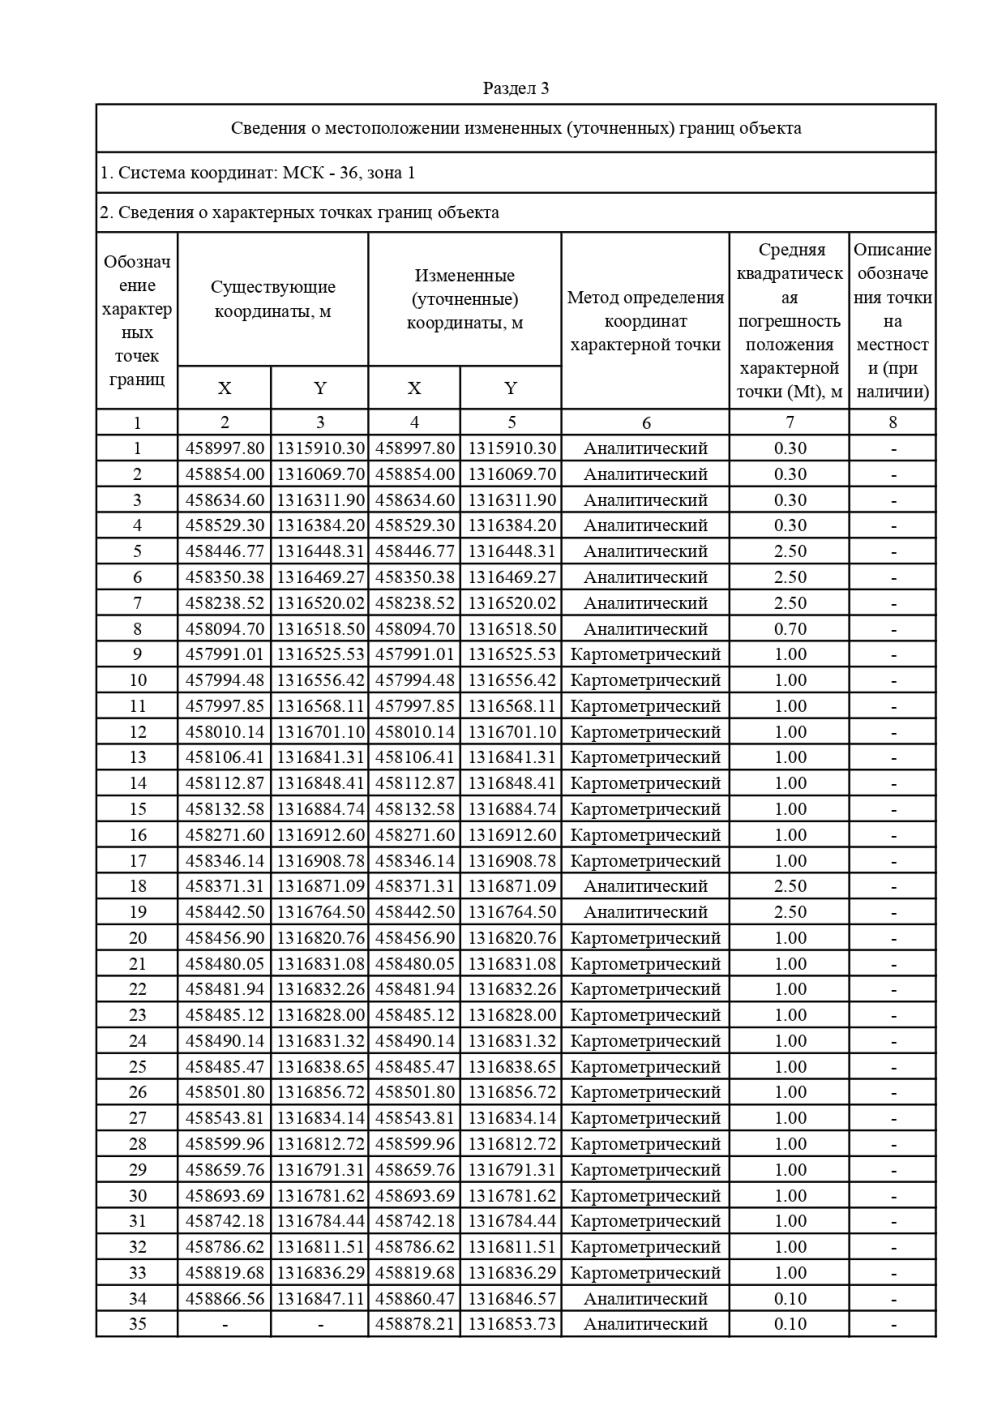 Раздел 3
Сведения о местоположении измененных (уточненных) границ объекта
1. Система координат: МСК - 36, зона 1
2. Сведения о характерных точках границ объекта
Обознач
ение
характер
ных
точек
границ
Существующие
координаты, м
Измененные
(уточненные)
координаты, м
Метод определения
координат
характерной точки
Средняя
квадратическ
ая
погрешность
положения
характерной
точки (Mt), м
Описание
обозначе
ния точки
на
местност
и (при
наличии)
X Y X Y
1 2 3 4 5 6 7 8
1 458997.80 1315910.30 458997.80 1315910.30 Аналитический 0.30 -
2 458854.00 1316069.70 458854.00 1316069.70 Аналитический 0.30 -
3 458634.60 1316311.90 458634.60 1316311.90 Аналитический 0.30 -
4 458529.30 1316384.20 458529.30 1316384.20 Аналитический 0.30 -
5 458446.77 1316448.31 458446.77 1316448.31 Аналитический 2.50 -
6 458350.38 1316469.27 458350.38 1316469.27 Аналитический 2.50 -
7 458238.52 1316520.02 458238.52 1316520.02 Аналитический 2.50 -
8 458094.70 1316518.50 458094.70 1316518.50 Аналитический 0.70 -
9 457991.01 1316525.53 457991.01 1316525.53 Картометрический 1.00 -
10 457994.48 1316556.42 457994.48 1316556.42 Картометрический 1.00 -
11 457997.85 1316568.11 457997.85 1316568.11 Картометрический 1.00 -
12 458010.14 1316701.10 458010.14 1316701.10 Картометрический 1.00 -
13 458106.41 1316841.31 458106.41 1316841.31 Картометрический 1.00 -
14 458112.87 1316848.41 458112.87 1316848.41 Картометрический 1.00 -
15 458132.58 1316884.74 458132.58 1316884.74 Картометрический 1.00 -
16 458271.60 1316912.60 458271.60 1316912.60 Картометрический 1.00 -
17 458346.14 1316908.78 458346.14 1316908.78 Картометрический 1.00 -
18 458371.31 1316871.09 458371.31 1316871.09 Аналитический 2.50 -
19 458442.50 1316764.50 458442.50 1316764.50 Аналитический 2.50 -
20 458456.90 1316820.76 458456.90 1316820.76 Картометрический 1.00 -
21 458480.05 1316831.08 458480.05 1316831.08 Картометрический 1.00 -
22 458481.94 1316832.26 458481.94 1316832.26 Картометрический 1.00 -
23 458485.12 1316828.00 458485.12 1316828.00 Картометрический 1.00 -
24 458490.14 1316831.32 458490.14 1316831.32 Картометрический 1.00 -
25 458485.47 1316838.65 458485.47 1316838.65 Картометрический 1.00 -
26 458501.80 1316856.72 458501.80 1316856.72 Картометрический 1.00 -
27 458543.81 1316834.14 458543.81 1316834.14 Картометрический 1.00 -
28 458599.96 1316812.72 458599.96 1316812.72 Картометрический 1.00 -
29 458659.76 1316791.31 458659.76 1316791.31 Картометрический 1.00 -
30 458693.69 1316781.62 458693.69 1316781.62 Картометрический 1.00 -
31 458742.18 1316784.44 458742.18 1316784.44 Картометрический 1.00 -
32 458786.62 1316811.51 458786.62 1316811.51 Картометрический 1.00 -
33 458819.68 1316836.29 458819.68 1316836.29 Картометрический 1.00 -
34 458866.56 1316847.11 458860.47 1316846.57 Аналитический 0.10 -
35 - - 458878.21 1316853.73 Аналитический 0.10 -